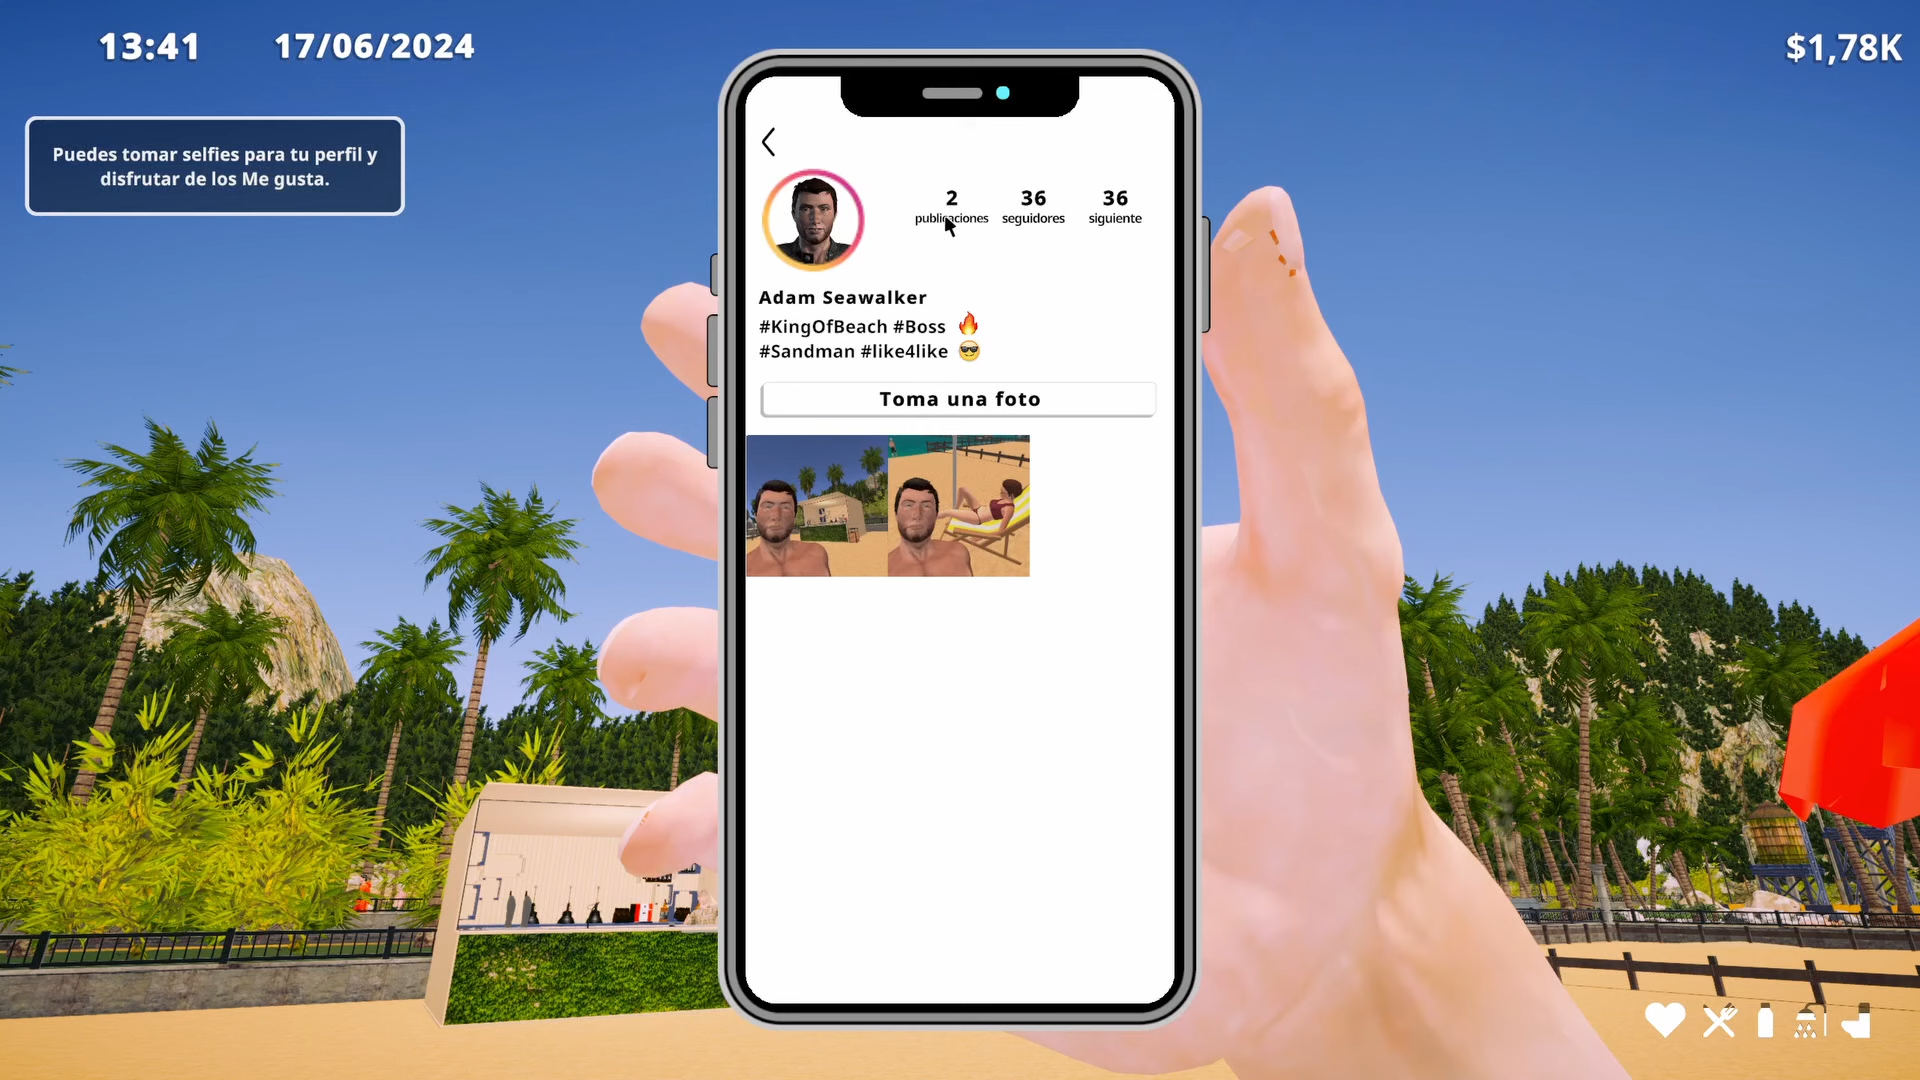 13:41
17/06/2024
$1,78K
Puedes tomar selfies para tu perfil y
disfrutar de los Me gusta.
2
publicaciones
36
seguidores
36
siguiente
Adam Seawalker
#KingOfBeach #Boss 🔥
#Sandman #like4like 😎
Toma una foto